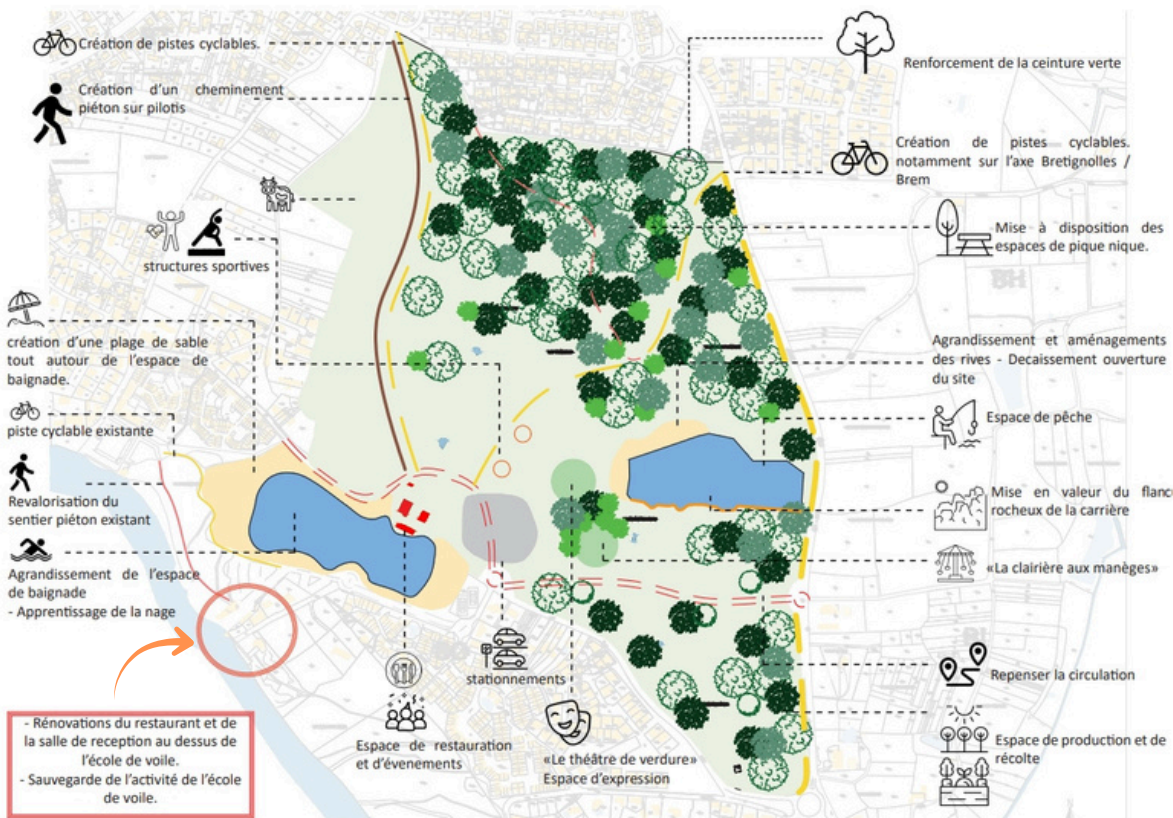 Création de pistes cyclables.
Création d'un cheminement
piéton sur pilotis
structures sportives
création d'une plage de sable
tout autour de l'espace de
baignade.
piste cyclable existante
Revalorisation du
sentier piéton existant
Agrandissement de l'espace
de baignade
- Apprentissage de la nage
- Rénovations du restaurant et de
la salle de reception au dessus de
l'école de voile.
- Sauvegarde de l'activité de l'école
de voile.
Espace de restauration
et d'évenements
stationnements
«Le théâtre de verdure»
Espace d'expression
Renforcement de la ceinture verte
Création de pistes cyclables.
notamment sur l'axe Bretignolles /
Brem
Mise à disposition des
espaces de pique nique.
Agrandissement et aménagements
des rives - Decaissement ouverture
du site
Espace de pêche
Mise en valeur du flanc
rocheux de la carrière
«La clairière aux manèges»
Repenser la circulation
Espace de production et de
récolte